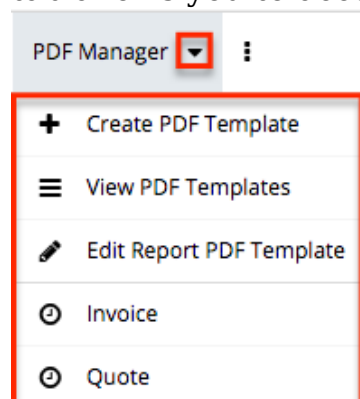 PDF Manager
Create PDF Template
View PDF Templates
Edit Report PDF Template
Invoice
Quote